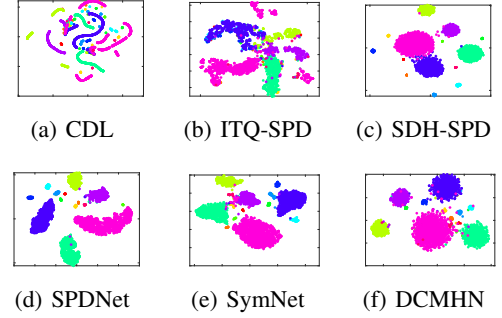 (a) CDL
(b) ITQ-SPD
(c) SDH-SPD
(d) SPDNet
(e) SymNet
(f) DCMHN